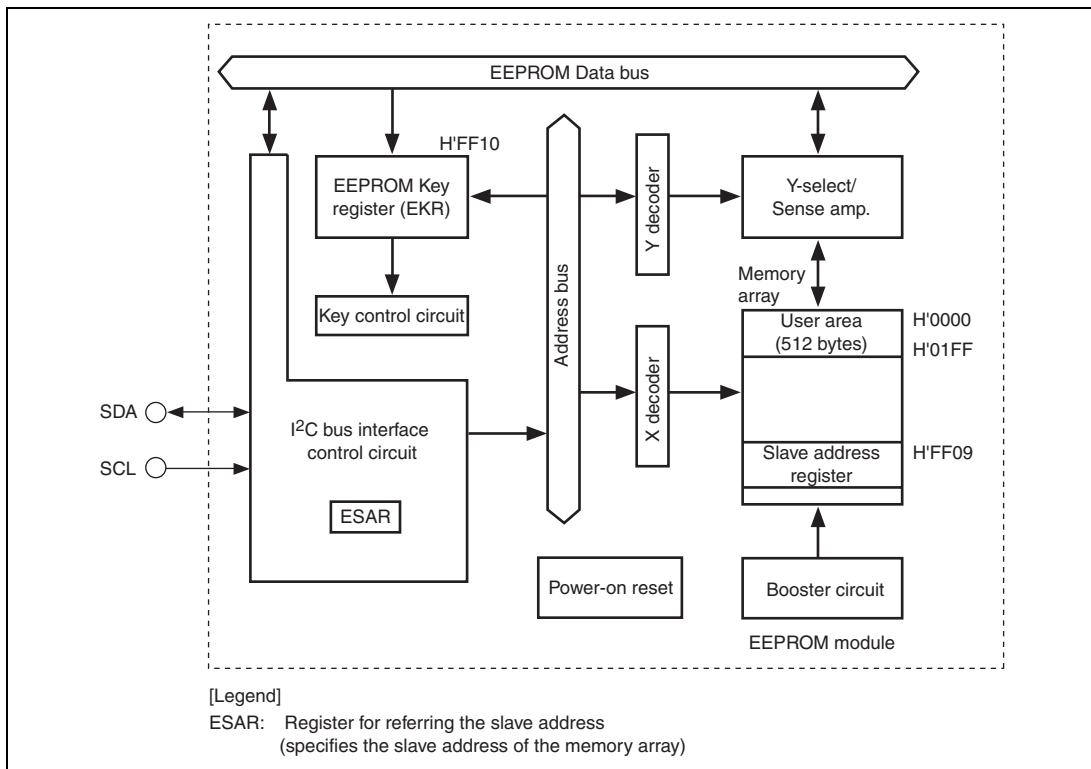 EEPROM Data bus
H'FF10
EEPROM Key
register (EKR)
Key control circuit
Address bus
Y decoder
Y-select/
Sense amp.
Memory
array
User area
(512 bytes)
H'0000
H'01FF
X decoder
Slave address
register
H'FF09
SDA
SCL
I²C bus interface
control circuit
ESAR
Power-on reset
Booster circuit
EEPROM module
[Legend]
ESAR: Register for referring the slave address
(specifies the slave address of the memory array)